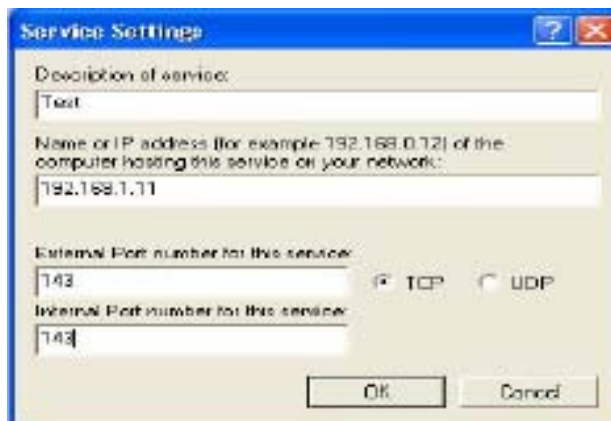 Service Settings
Description of service:
Test
Name or IP address (for example 192.168.0.12) of the
computer hosting this service on your network:
192.168.1.11
External Port number for this service:
143
TCP UDP
Internal Port number for this service:
143
OK Cancel